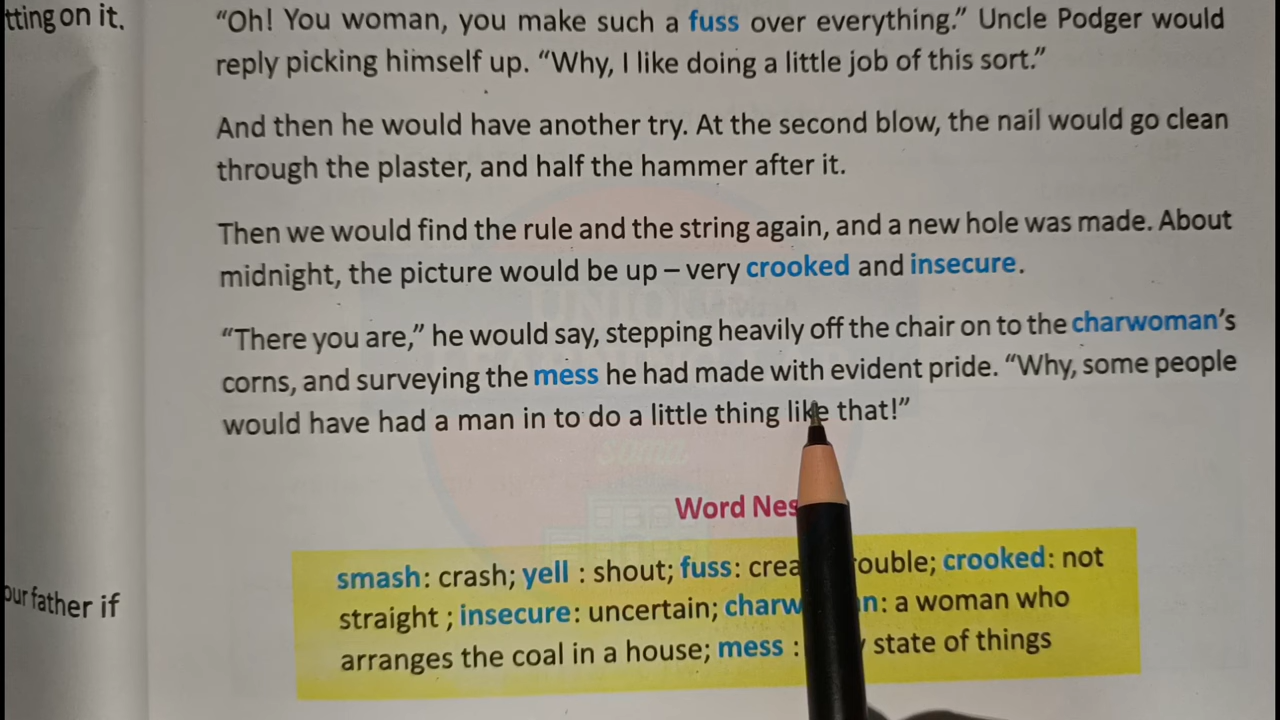 tting on it.
"Oh! You woman, you make such a fuss over everything." Uncle Podger would
reply picking himself up. "Why, I like doing a little job of this sort."
And then he would have another try. At the second blow, the nail would go clean
through the plaster, and half the hammer after it.
Then we would find the rule and the string again, and a new hole was made. About
midnight, the picture would be up – very crooked and insecure.
"There you are," he would say, stepping heavily off the chair on to the charwoman's
corns, and surveying the mess he had made with evident pride. "Why, some people
would have had a man in to do a little thing like that!"
our father if
Word Nes
smash: crash; yell : shout; fuss: crea rouble; crooked: not
straight ; insecure: uncertain; charw n: a woman who
arranges the coal in a house; mess : state of things